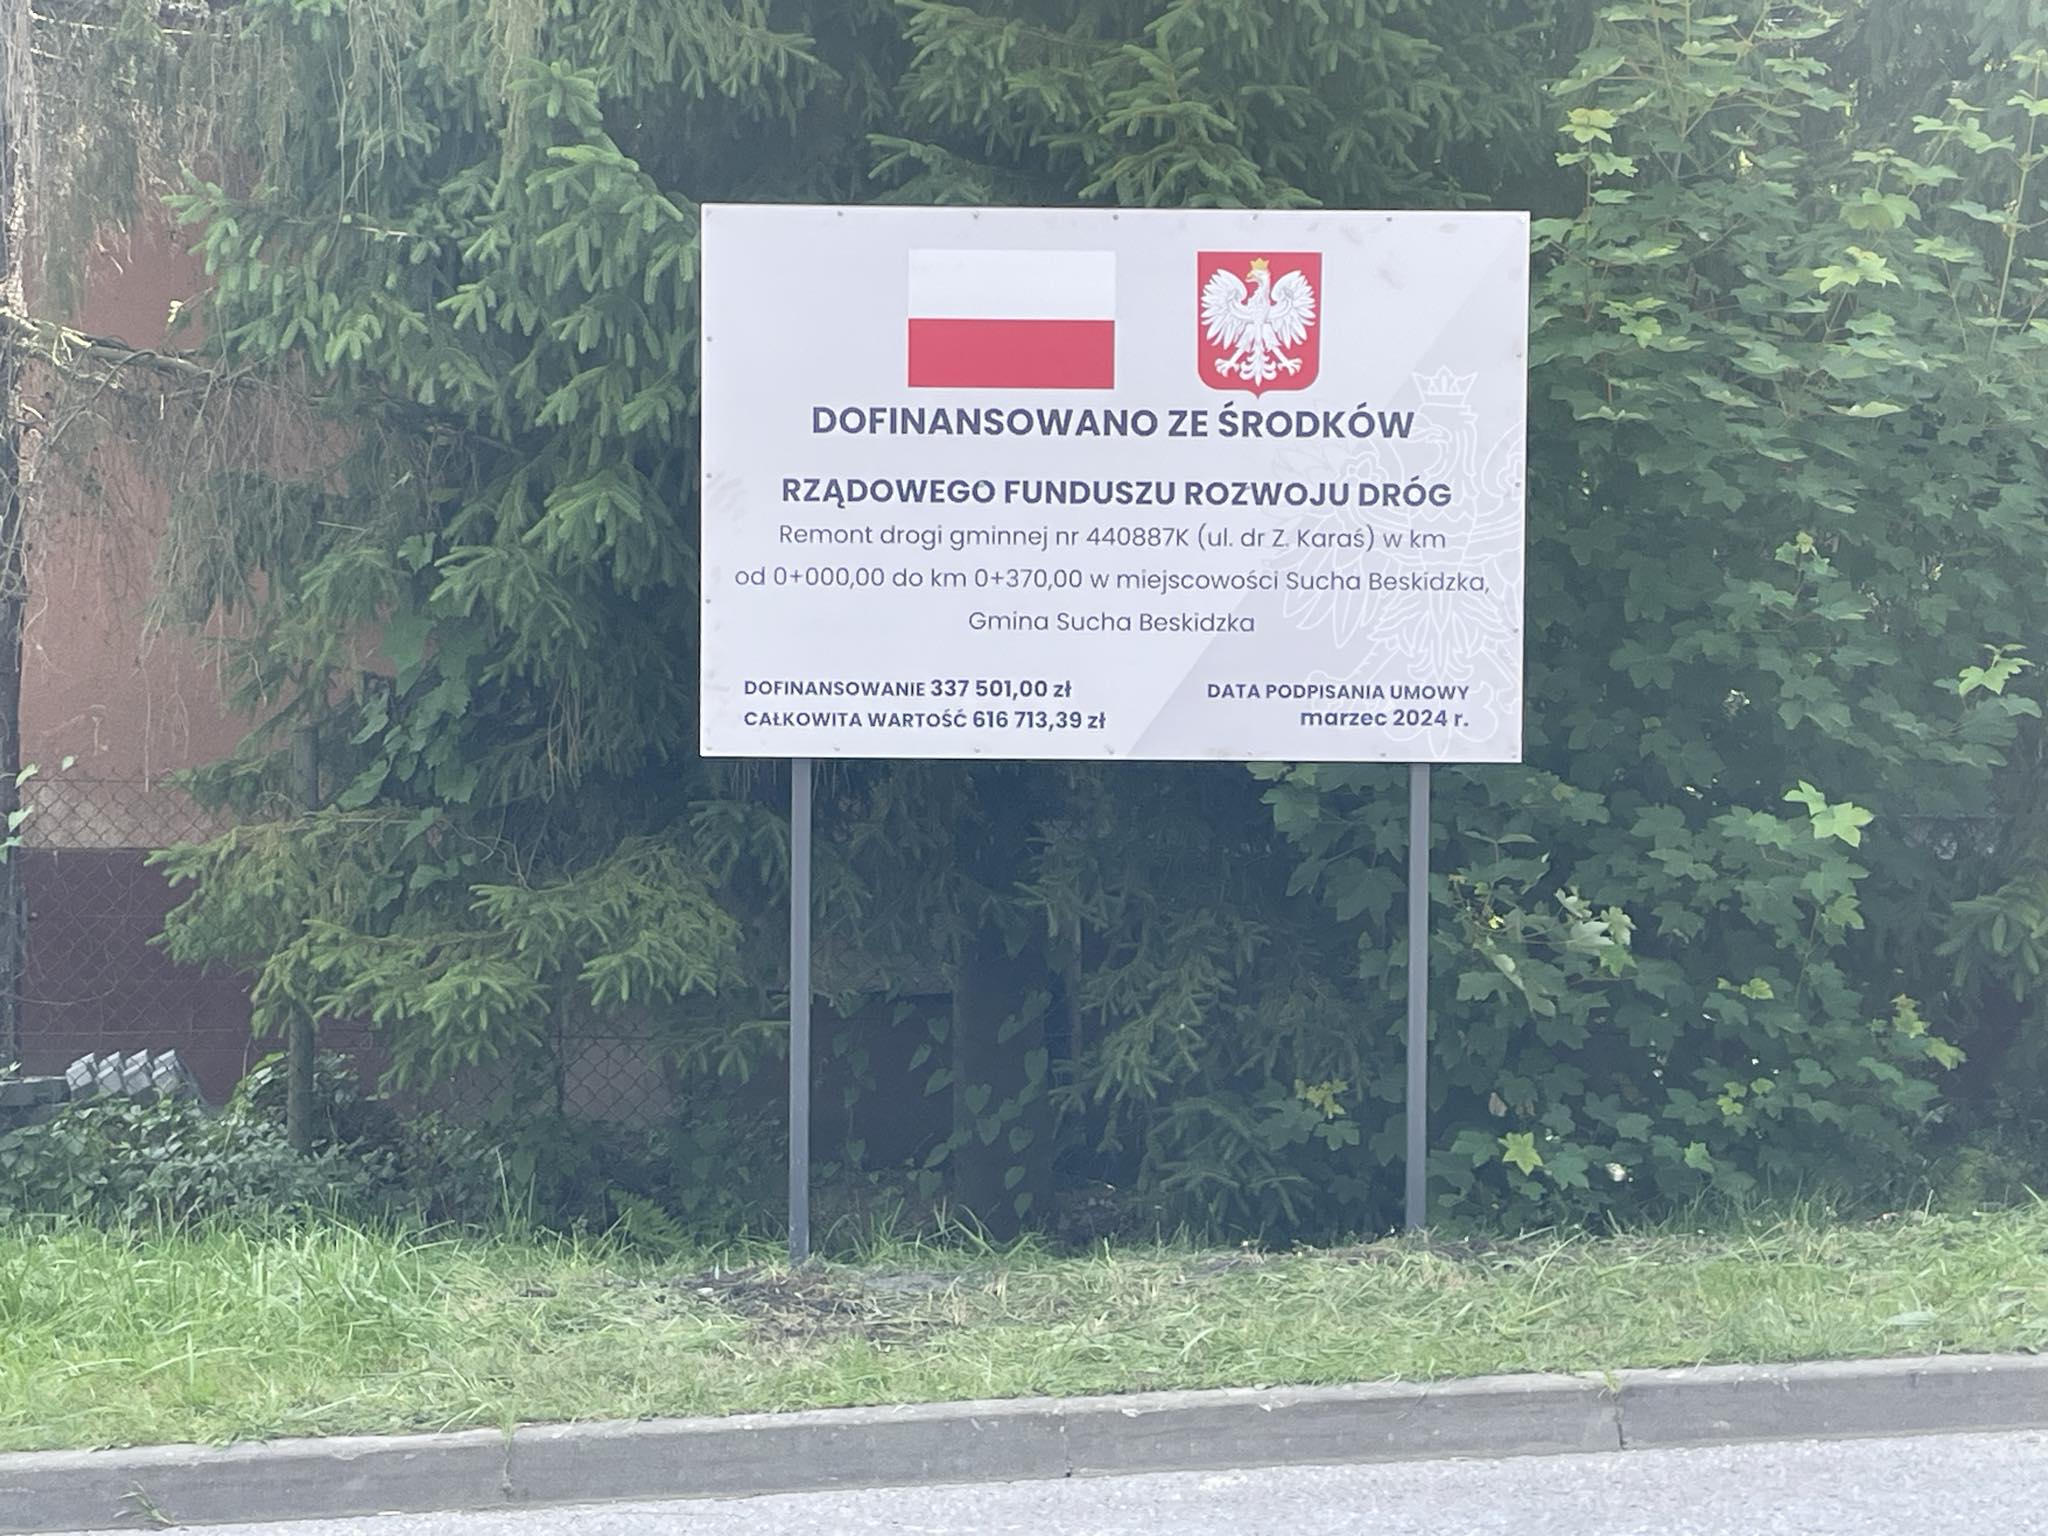 DOFINANSOWANO ZE ŚRODKÓW
RZĄDOWEGO FUNDUSZU ROZWOJU DRÓG
Remont drogi gminnej nr 440887K (ul. dr Z. Karaś) w km
od 0+000,00 do km 0+370,00 w miejscowości Sucha Beskidzka,
Gmina Sucha Beskidzka
DOFINANSOWANIE 337 501,00 zł
CAŁKOWITA WARTOŚĆ 616 713,39 zł
DATA PODPISANIA UMOWY
marzec 2024 r.